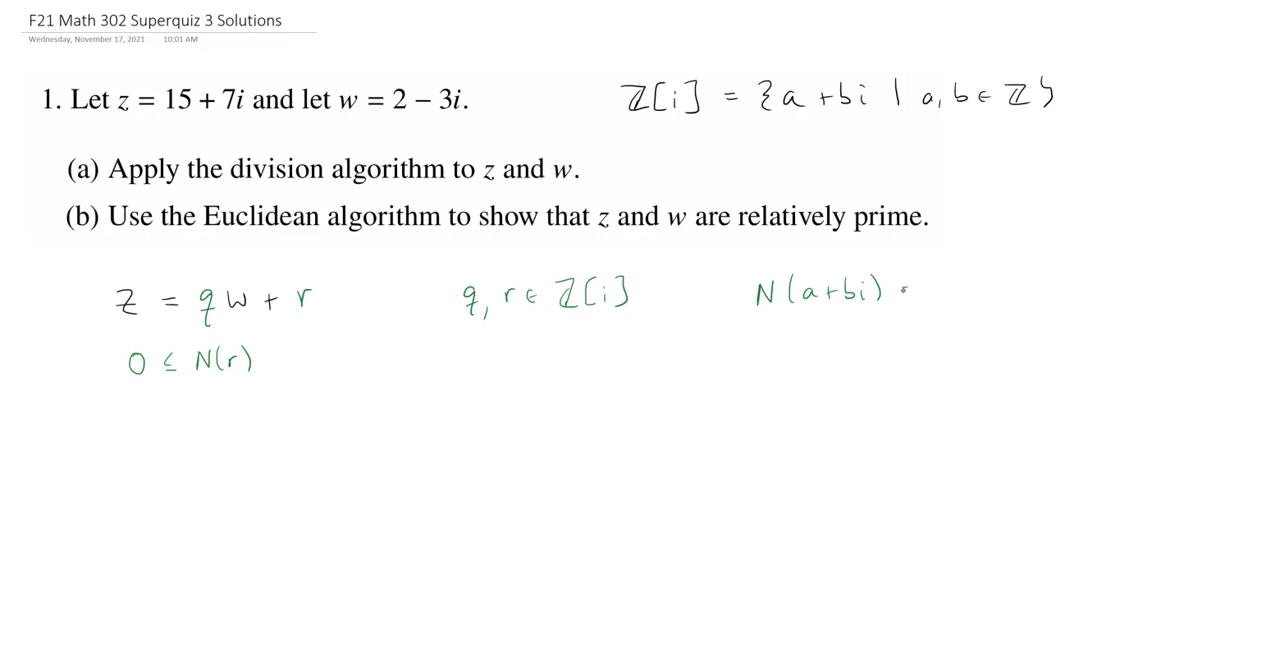 F21 Math 302 Superquiz 3 Solutions
Wednesday, November 17, 2021 10:01 AM
1. Let z = 15 + 7i and let w = 2 − 3i.
ℤ[i] = {a + bi | a, b ∈ ℤ}
(a) Apply the division algorithm to z and w.
(b) Use the Euclidean algorithm to show that z and w are relatively prime.
z = qw + r
q, r ∈ ℤ[i]
N(a+bi)
0 ≤ N(r)